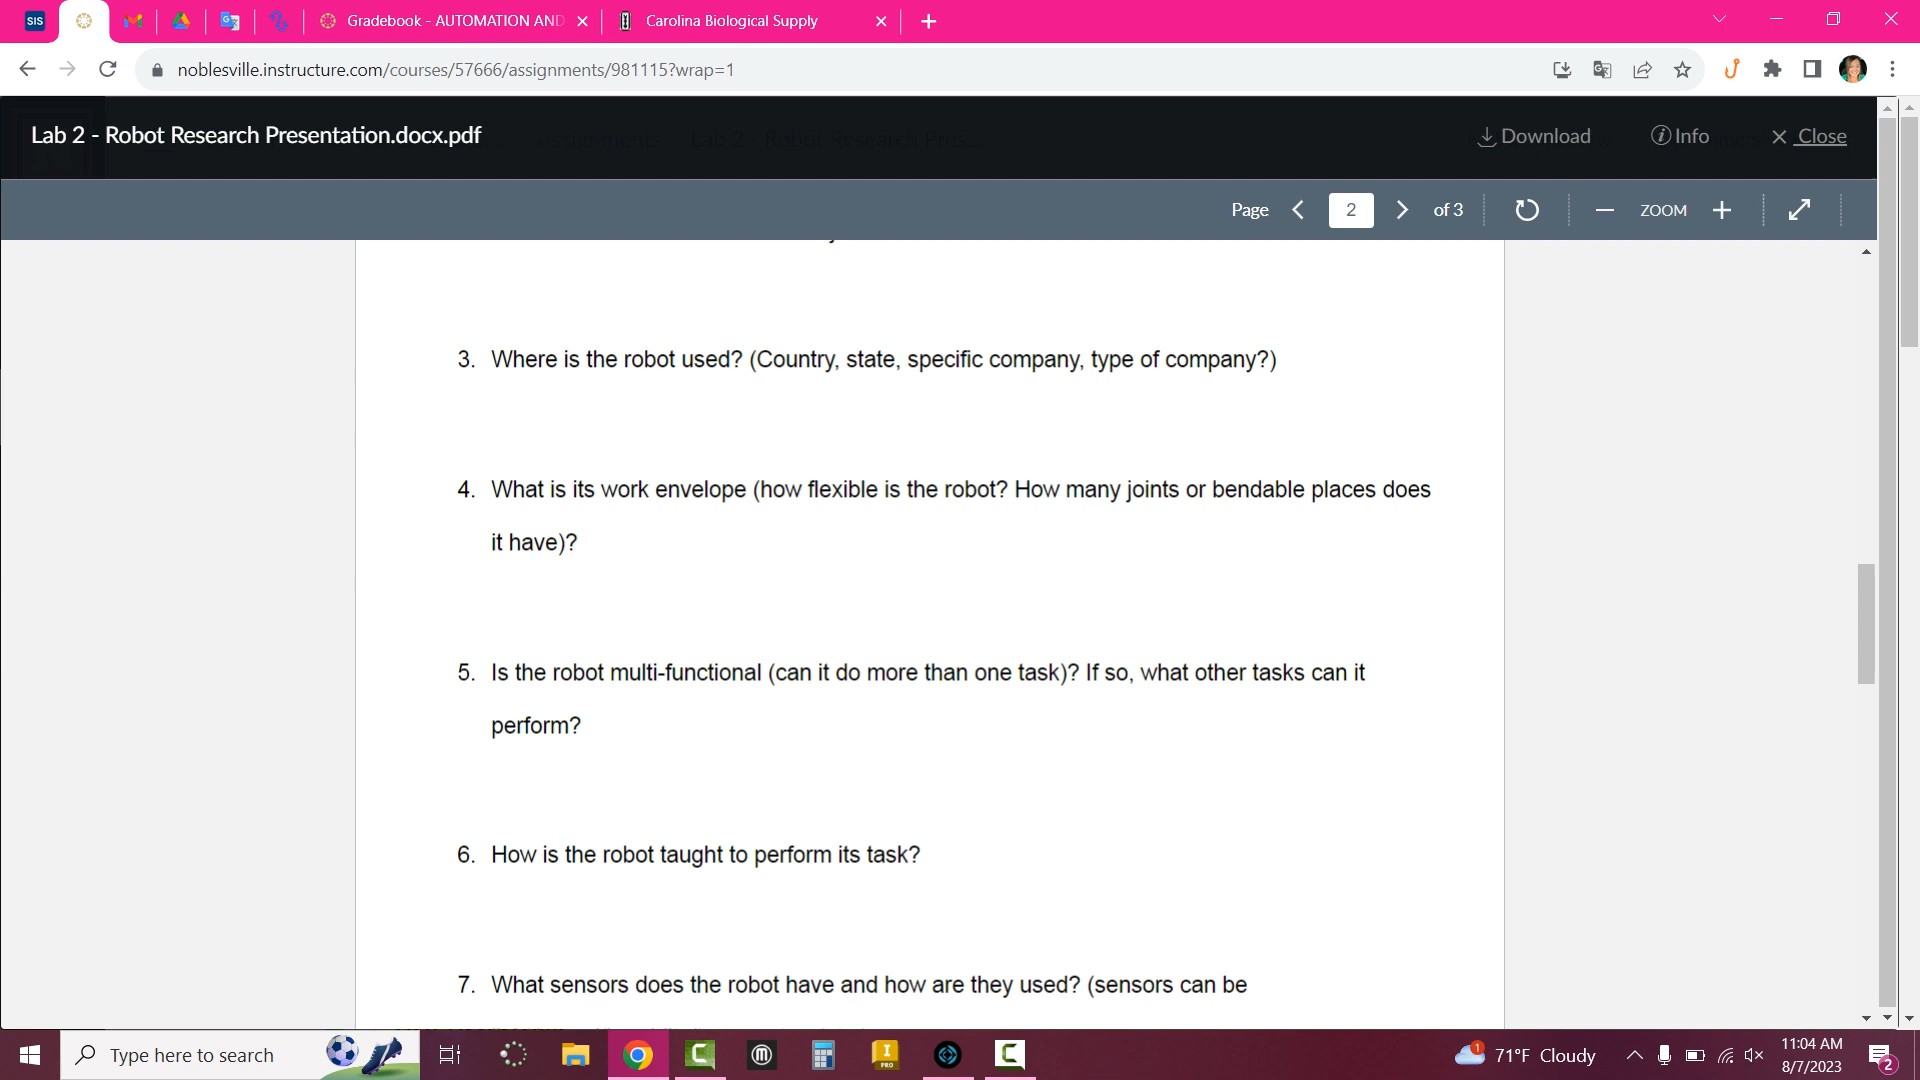 SIS
Gradebook - AUTOMATION AND
Carolina Biological Supply
noblesville.instructure.com/courses/57666/assignments/981115?wrap=1
Lab 2 - Robot Research Presentation.docx.pdf
Download
Info
Close
Page 2 of 3
ZOOM
3. Where is the robot used? (Country, state, specific company, type of company?)
4. What is its work envelope (how flexible is the robot? How many joints or bendable places does
it have)?
5. Is the robot multi-functional (can it do more than one task)? If so, what other tasks can it
perform?
6. How is the robot taught to perform its task?
7. What sensors does the robot have and how are they used? (sensors can be
Type here to search
PRO
1
71°F Cloudy
11:04 AM
8/7/2023
2